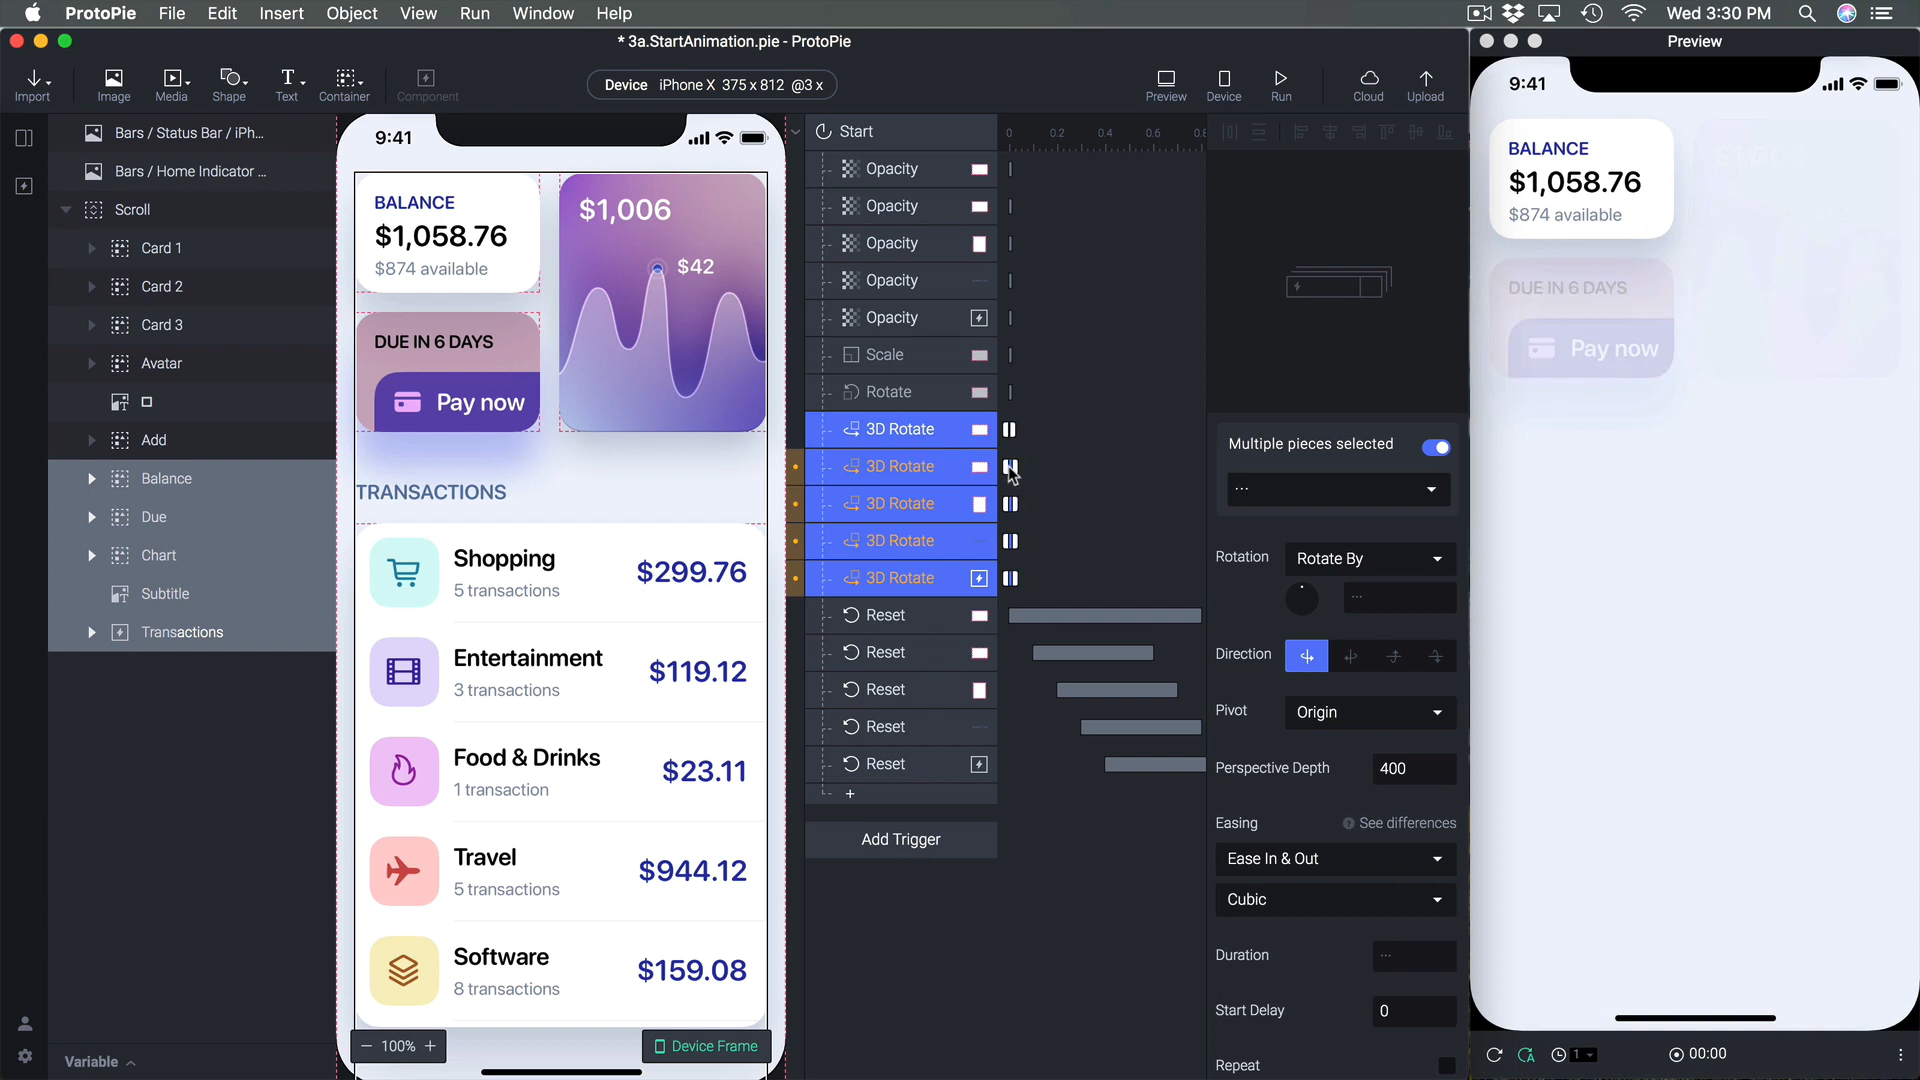 ProtoPie File Edit Insert Object View Run Window Help
Wed 3:30 PM
* 3a.StartAnimation.pie - ProtoPie
Preview
Import Image Media Shape Text Container Component
Device iPhone X 375 x 812 @3 x
Preview Device Run Cloud Upload
Bars / Status Bar / iPh...
Bars / Home Indicator ...
Scroll
Card 1
Card 2
Card 3
Avatar
Add
Balance
Due
Chart
Subtitle
Transactions
Variable
9:41
BALANCE
$1,058.76
$874 available
$1,006
$42
DUE IN 6 DAYS
Pay now
TRANSACTIONS
Shopping
5 transactions
$299.76
Entertainment
3 transactions
$119.12
Food & Drinks
1 transaction
$23.11
Travel
5 transactions
$944.12
Software
8 transactions
$159.08
100%
Device Frame
Start
0 0.2 0.4 0.6 0.8
Opacity
Opacity
Opacity
Opacity
Opacity
Scale
Rotate
3D Rotate
3D Rotate
3D Rotate
3D Rotate
3D Rotate
Reset
Reset
Reset
Reset
Reset
+
Add Trigger
Multiple pieces selected
...
Rotation Rotate By
...
Direction
Pivot Origin
Perspective Depth 400
Easing See differences
Ease In & Out
Cubic
Duration ...
Start Delay 0
Repeat
9:41
BALANCE
$1,058.76
$874 available
DUE IN 6 DAYS
Pay now
1
00:00